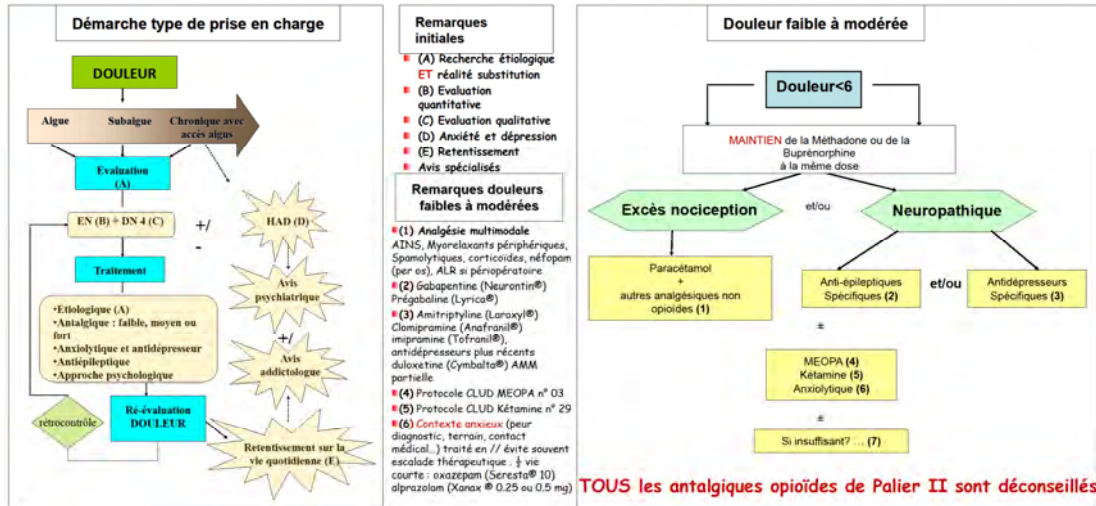 Démarche type de prise en charge
DOULEUR
Aigue
Subaigue
Chronique avec
accès aigus
Evaluation
(A)
EN (B) + DN 4 (C)
+/
-
HAD (D)
Traitement
Avis
psychiatrique
•Etiologique (A)
•Antalgique : faible, moyen ou
fort
•Anxiolytique et antidépresseur
•Antiépileptique
•Approche psychologique
+/
-
Avis
addictologue
rétrocontrôle
Ré-évaluation
DOULEUR
Retentissement sur la
vie quotidienne (E)
Remarques
initiales
(A) Recherche étiologique
ET réalité substitution
(B) Evaluation
quantitative
(C) Evaluation qualitative
(D) Anxiété et dépression
(E) Retentissement
Avis spécialisés
Remarques douleurs
faibles à modérées
(1) Analgésie multimodale
AINS, Myorelaxants périphériques,
Spamolytiques, corticoïdes, néfopam
(per os), ALR si périopératoire
(2) Gabapentine (Neurontin®)
Prégabaline (Lyrica®)
(3) Amitriptyline (Laroxyl®)
Clomipramine (Anafranil®)
imipramine (Tofranil®),
antidépresseurs plus récents
duloxetine (Cymbalta®) AMM
partielle
(4) Protocole CLUD MEOPA n° 03
(5) Protocole CLUD Kétamine n° 29
(6) Contexte anxieux (peur
diagnostic, terrain, contact
médical…) traité en // évite souvent
escalade thérapeutique . ½ vie
courte : oxazepam (Seresta® 10)
alprazolam (Xanax ® 0.25 ou 0.5 mg)
Douleur faible à modérée
Douleur<6
MAINTIEN de la Méthadone ou de la
Buprénorphine
à la même dose
Excès nociception
et/ou
Neuropathique
Paracétamol
+
autres analgésiques non
opioïdes (1)
Anti-épileptiques
Spécifiques (2)
et/ou
Antidépresseurs
Spécifiques (3)
±
MEOPA (4)
Kétamine (5)
Anxiolytique (6)
±
Si insuffisant? … (7)
TOUS les antalgiques opioïdes de Palier II sont déconseillés